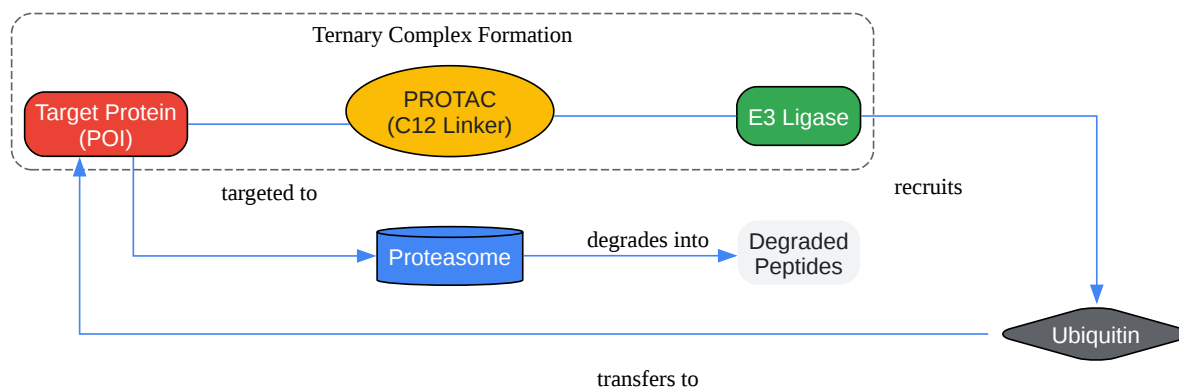 Ternary Complex Formation
Target Protein
(POI)
PROTAC
(C12 Linker)
E3 Ligase
targeted to
recruits
Proteasome
degrades into
Degraded
Peptides
Ubiquitin
transfers to